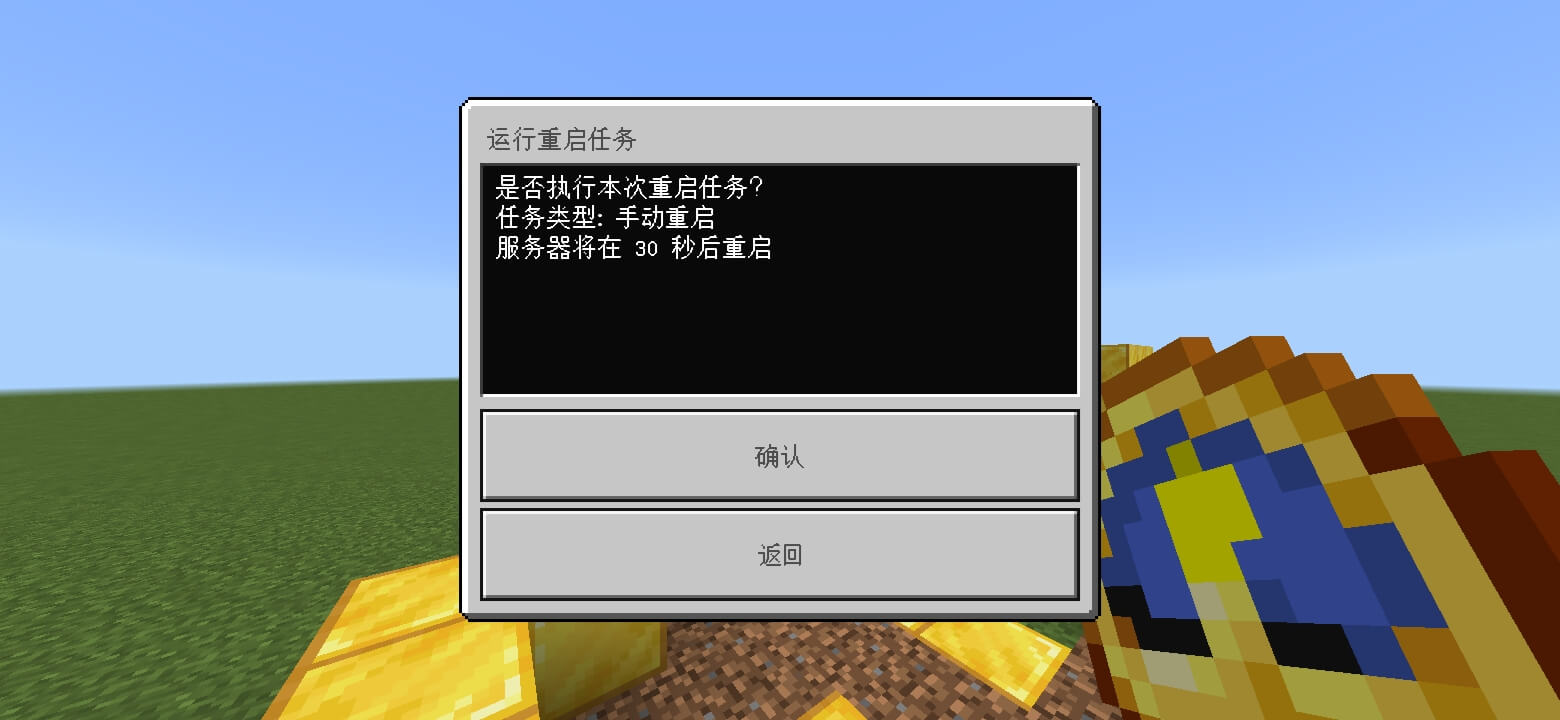 运行重启任务
是否执行本次重启任务?
任务类型: 手动重启
服务器将在 30 秒后重启
确认
返回